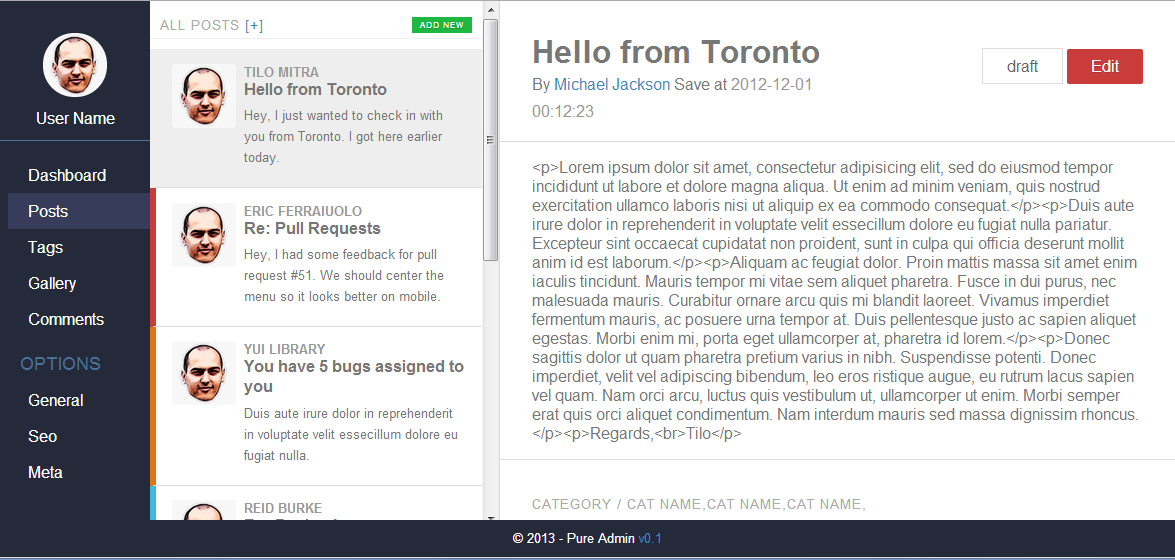 User Name
Dashboard
Posts
Tags
Gallery
Comments
OPTIONS
General
Seo
Meta
ALL POSTS [+]
ADD NEW
TILO MITRA
Hello from Toronto
Hey, I just wanted to check in with
you from Toronto. I got here earlier
today.
ERIC FERRAIUOLO
Re: Pull Requests
Hey, I had some feedback for pull
request #51. We should center the
menu so it looks better on mobile.
YUI LIBRARY
You have 5 bugs assigned to
you
Duis aute irure dolor in reprehenderit
in voluptate velit essecillum dolore eu
fugiat nulla.
REID BURKE
Hello from Toronto
By Michael Jackson Save at 2012-12-01
00:12:23
draft
Edit
<p>Lorem ipsum dolor sit amet, consectetur adipisicing elit, sed do eiusmod tempor
incididunt ut labore et dolore magna aliqua. Ut enim ad minim veniam, quis nostrud
exercitation ullamco laboris nisi ut aliquip ex ea commodo consequat.</p><p>Duis aute
irure dolor in reprehenderit in voluptate velit essecillum dolore eu fugiat nulla pariatur.
Excepteur sint occaecat cupidatat non proident, sunt in culpa qui officia deserunt mollit
anim id est laborum.</p><p>Aliquam ac feugiat dolor. Proin mattis massa sit amet enim
iaculis tincidunt. Mauris tempor mi vitae sem aliquet pharetra. Fusce in dui purus, nec
malesuada mauris. Curabitur ornare arcu quis mi blandit laoreet. Vivamus imperdiet
fermentum mauris, ac posuere urna tempor at. Duis pellentesque justo ac sapien aliquet
egestas. Morbi enim mi, porta eget ullamcorper at, pharetra id lorem.</p><p>Donec
sagittis dolor ut quam pharetra pretium varius in nibh. Suspendisse potenti. Donec
imperdiet, velit vel adipiscing bibendum, leo eros ristique augue, eu rutrum lacus sapien
vel quam. Nam orci arcu, luctus quis vestibulum ut, ullamcorper ut enim. Morbi semper
erat quis orci aliquet condimentum. Nam interdum mauris sed massa dignissim rhoncus.
</p><p>Regards,<br>Tilo</p>
CATEGORY / CAT NAME,CAT NAME,CAT NAME,
© 2013 - Pure Admin v0.1